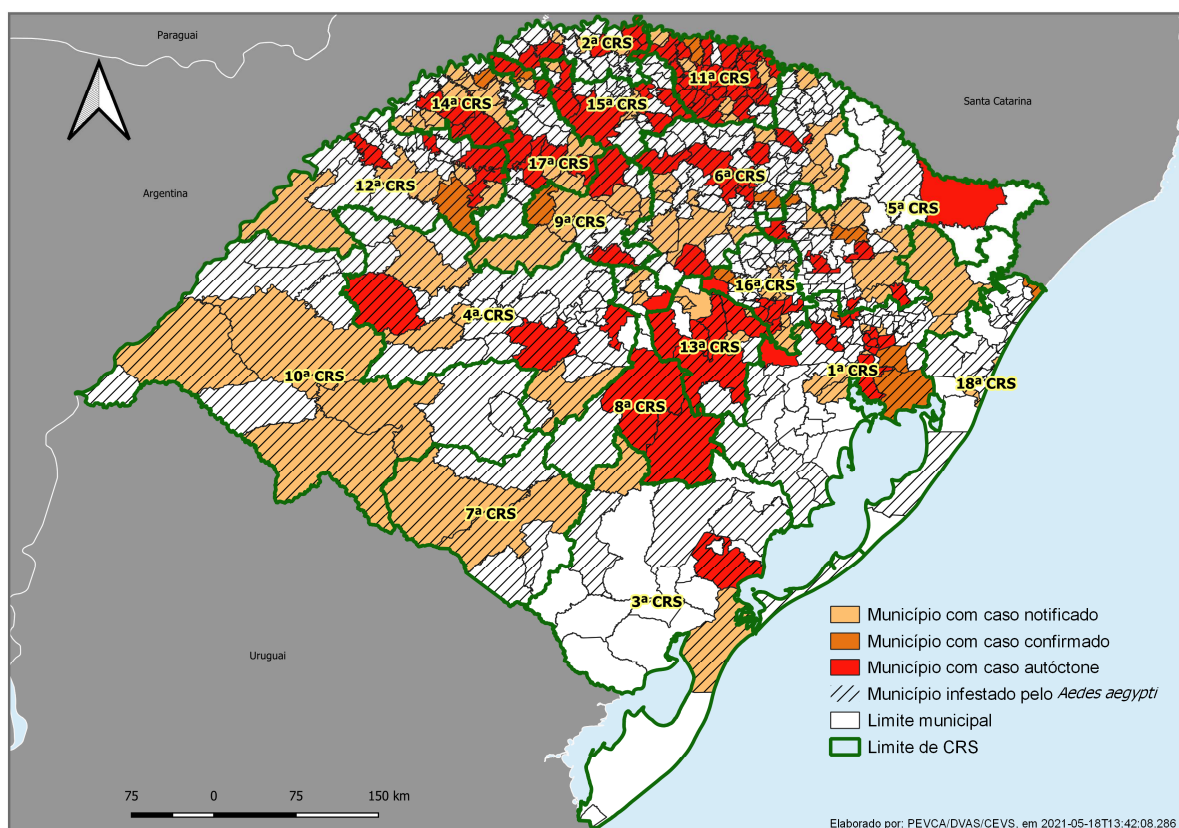 Paraguai
Santa Catarina
Argentina
Uruguai
2ª CRS
11ª CRS
14ª CRS
15ª CRS
17ª CRS
6ª CRS
12ª CRS
5ª CRS
9ª CRS
16ª CRS
4ª CRS
13ª CRS
10ª CRS
1ª CRS
18ª CRS
8ª CRS
7ª CRS
3ª CRS
Município com caso notificado
Município com caso confirmado
Município com caso autóctone
Município infestado pelo Aedes aegypti
Limite municipal
Limite de CRS
75 0 75 150 km
Elaborado por: PEVCA/DVAS/CEVS, em 2021-05-18T13:42:08.286